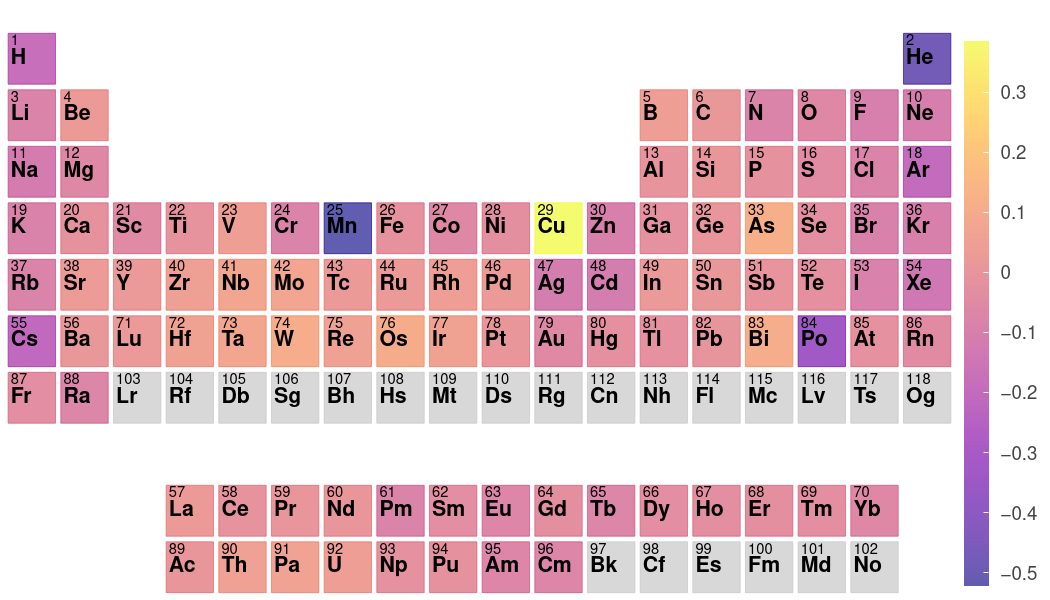 1 2
H He
3 4 5 6 7 8 9 10
Li Be B C N O F Ne
11 12 13 14 15 16 17 18
Na Mg Al Si P S Cl Ar
19 20 21 22 23 24 25 26 27 28 29 30 31 32 33 34 35 36
K Ca Sc Ti V Cr Mn Fe Co Ni Cu Zn Ga Ge As Se Br Kr
37 38 39 40 41 42 43 44 45 46 47 48 49 50 51 52 53 54
Rb Sr Y Zr Nb Mo Tc Ru Rh Pd Ag Cd In Sn Sb Te I Xe
55 56 71 72 73 74 75 76 77 78 79 80 81 82 83 84 85 86
Cs Ba Lu Hf Ta W Re Os Ir Pt Au Hg Tl Pb Bi Po At Rn
87 88 103 104 105 106 107 108 109 110 111 112 113 114 115 116 117 118
Fr Ra Lr Rf Db Sg Bh Hs Mt Ds Rg Cn Nh Fl Mc Lv Ts Og
57 58 59 60 61 62 63 64 65 66 67 68 69 70
La Ce Pr Nd Pm Sm Eu Gd Tb Dy Ho Er Tm Yb
89 90 91 92 93 94 95 96 97 98 99 100 101 102
Ac Th Pa U Np Pu Am Cm Bk Cf Es Fm Md No
0.3
0.2
0.1
0
−0.1
−0.2
−0.3
−0.4
−0.5